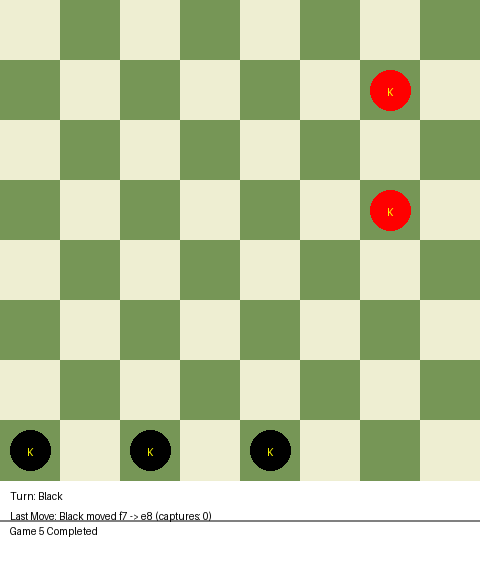 K
K
K K K
Turn: Black
Last Move: Black moved f7 -> e8 (captures: 0)
Game 5 Completed